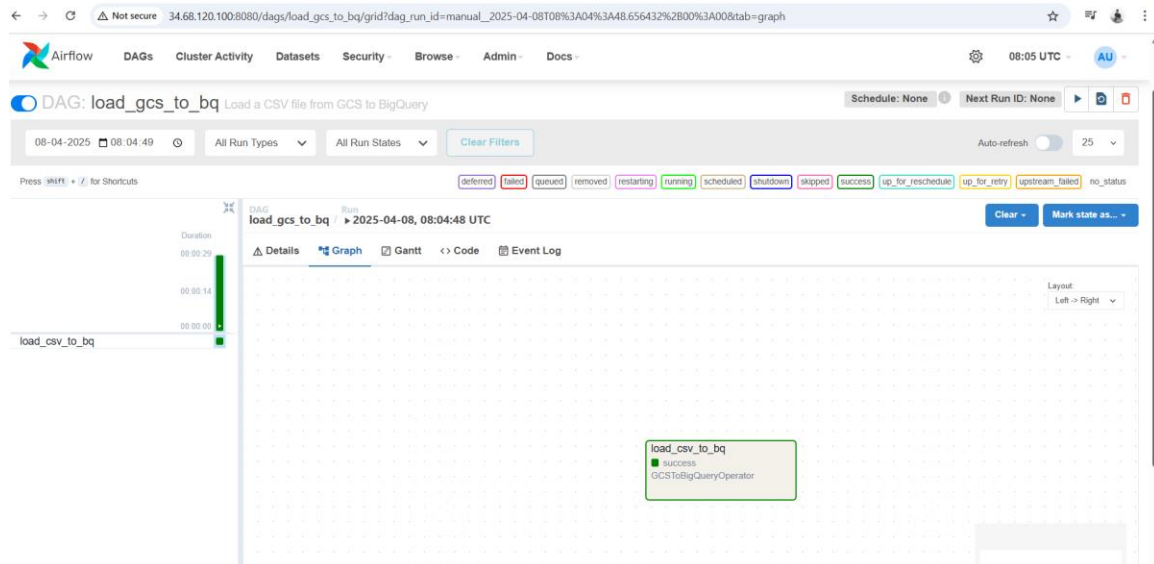 Not secure 34.68.120.100:8080/dags/load_gcs_to_bq/grid?dag_run_id=manual__2025-04-08T08%3A04%3A48.656432%2B00%3A00&tab=graph
Airflow DAGs Cluster Activity Datasets Security Browse Admin Docs 08:05 UTC AU
DAG: load_gcs_to_bq Load a CSV file from GCS to BigQuery Schedule: None Next Run ID: None
08-04-2025 08:04:49 All Run Types All Run States Clear Filters Auto-refresh 25
Press shift + / for Shortcuts deferred failed queued removed restarting running scheduled shutdown skipped success up_for_reschedule up_for_retry upstream_failed no_status
DAG Run
load_gcs_to_bq / 2025-04-08, 08:04:48 UTC Clear Mark state as...
Duration
00:00:29 Details Graph Gantt Code Event Log
00:00:14 Layout:
Left -> Right
00:00:00
load_csv_to_bq
load_csv_to_bq
success
GCSToBigQueryOperator